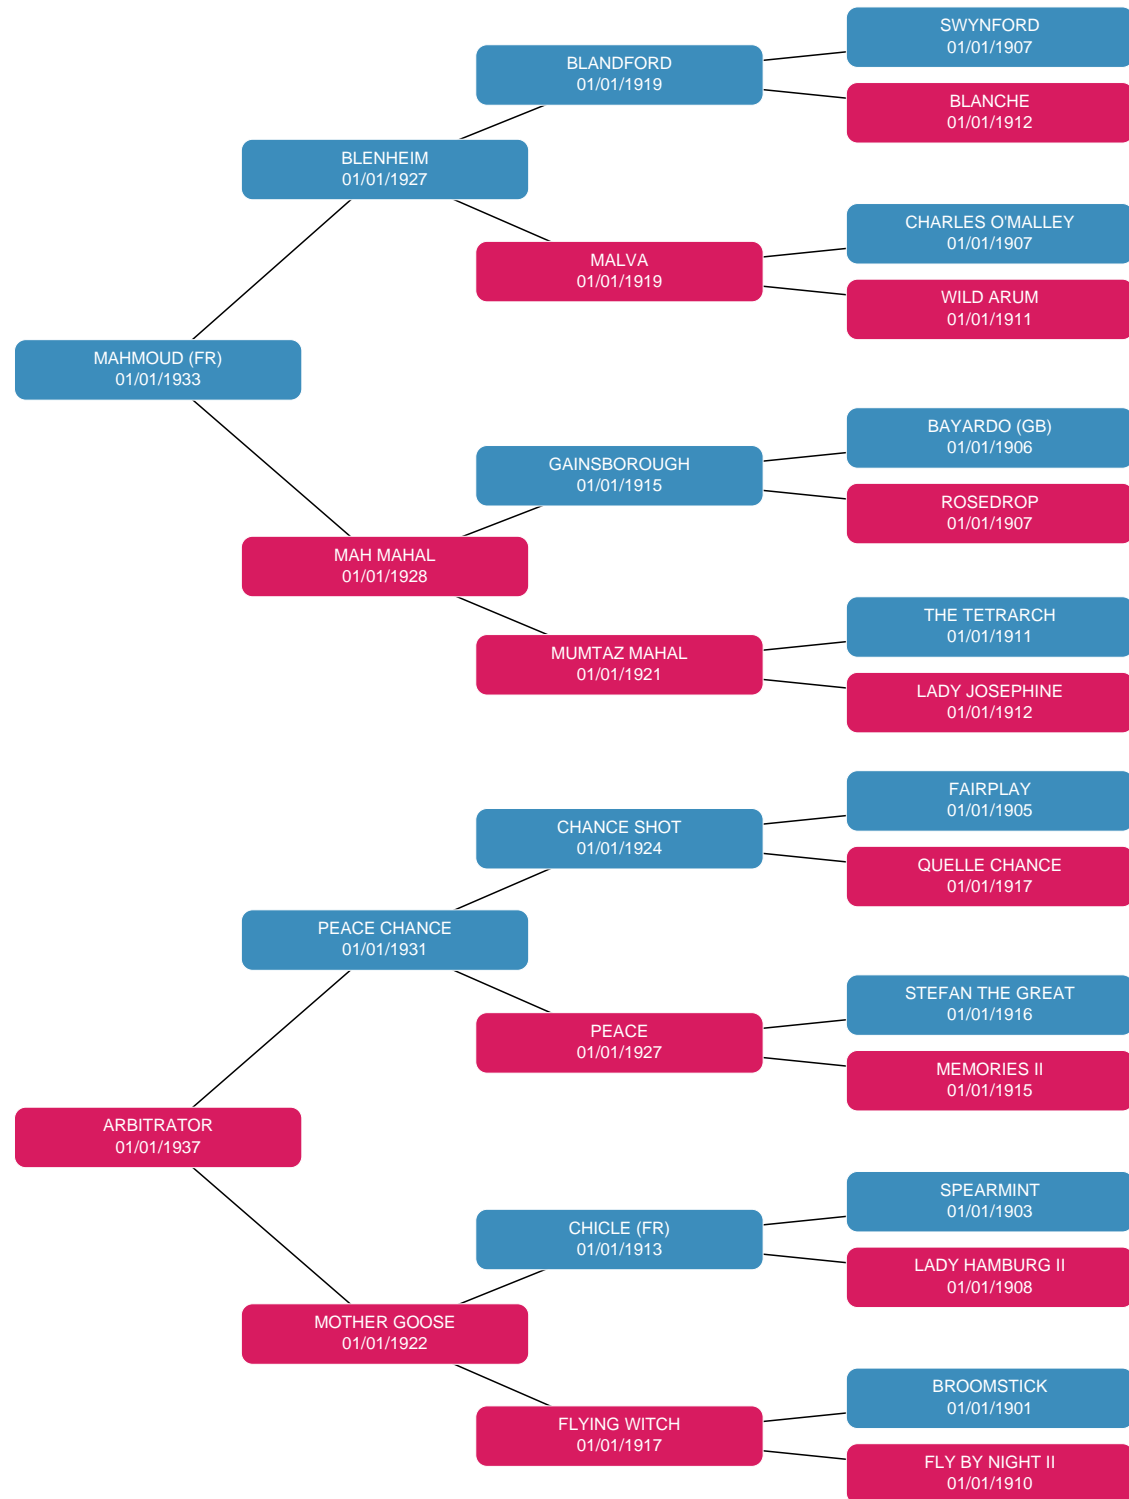 SWYNFORD
01/01/1907
BLANDFORD
01/01/1919
BLANCHE
01/01/1912
BLENHEIM
01/01/1927
CHARLES O'MALLEY
01/01/1907
MALVA
01/01/1919
WILD ARUM
01/01/1911
MAHMOUD (FR)
01/01/1933
BAYARDO (GB)
01/01/1906
GAINSBOROUGH
01/01/1915
ROSEDROP
01/01/1907
MAH MAHAL
01/01/1928
THE TETRARCH
01/01/1911
MUMTAZ MAHAL
01/01/1921
LADY JOSEPHINE
01/01/1912
FAIRPLAY
01/01/1905
CHANCE SHOT
01/01/1924
QUELLE CHANCE
01/01/1917
PEACE CHANCE
01/01/1931
STEFAN THE GREAT
01/01/1916
PEACE
01/01/1927
MEMORIES II
01/01/1915
ARBITRATOR
01/01/1937
SPEARMINT
01/01/1903
CHICLE (FR)
01/01/1913
LADY HAMBURG II
01/01/1908
MOTHER GOOSE
01/01/1922
BROOMSTICK
01/01/1901
FLYING WITCH
01/01/1917
FLY BY NIGHT II
01/01/1910